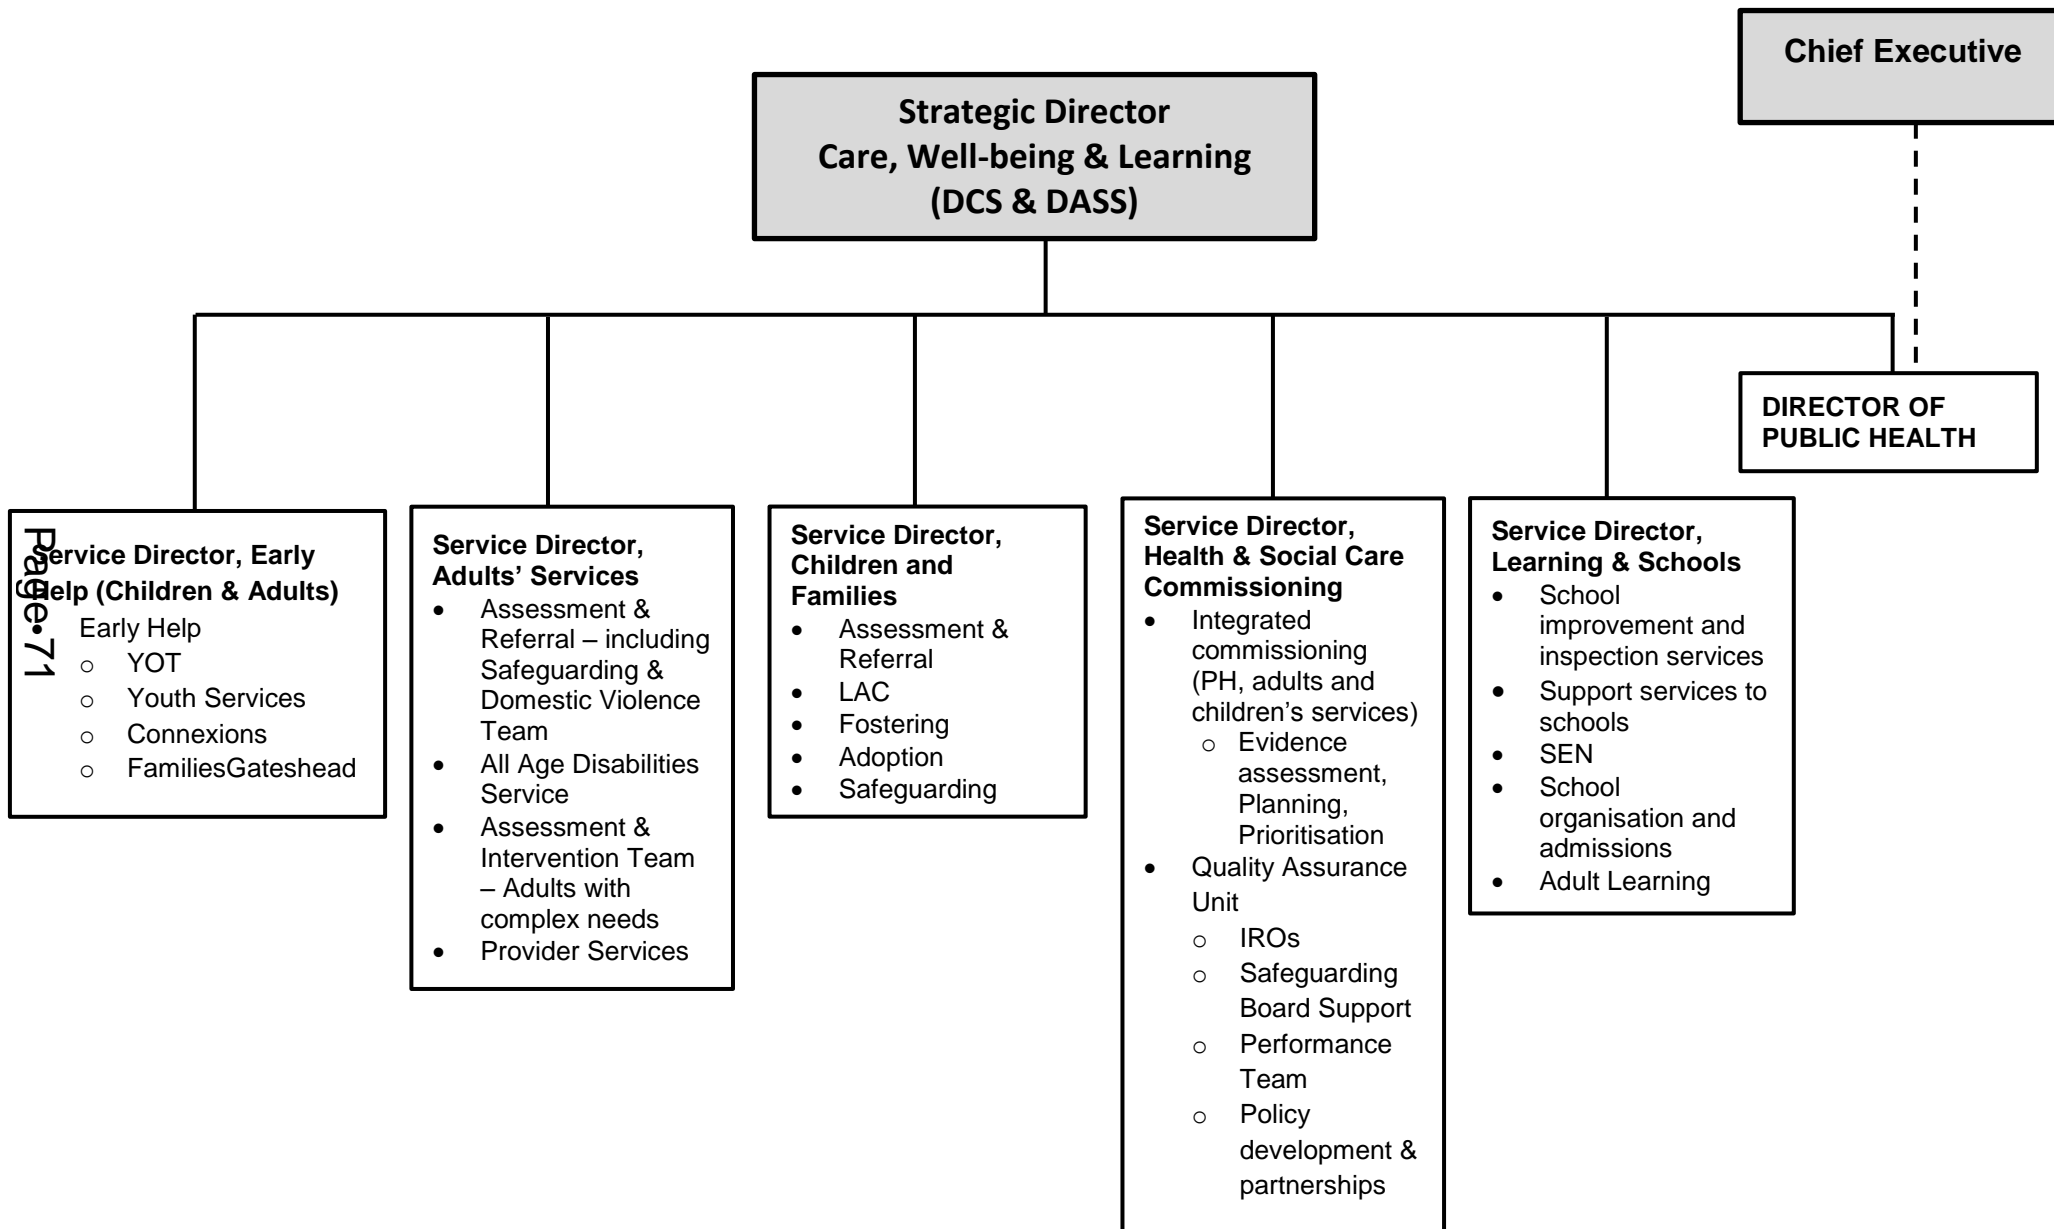 Chief Executive
Strategic Director
Care, Well-being & Learning
(DCS & DASS)
DIRECTOR OF
PUBLIC HEALTH
Page 71
Service Director, Early
Help (Children & Adults)
• Early Help
o YOT
o Youth Services
o Connexions
o FamiliesGateshead
Service Director,
Adults’ Services
• Assessment &
Referral – including
Safeguarding &
Domestic Violence
Team
• All Age Disabilities
Service
• Assessment &
Intervention Team
– Adults with
complex needs
• Provider Services
Service Director,
Children and
Families
• Assessment &
Referral
• LAC
• Fostering
• Adoption
• Safeguarding
Service Director,
Health & Social Care
Commissioning
• Integrated
commissioning
(PH, adults and
children’s services)
o Evidence
assessment,
Planning,
Prioritisation
• Quality Assurance
Unit
o IROs
o Safeguarding
Board Support
o Performance
Team
o Policy
development &
partnerships
Service Director,
Learning & Schools
• School
improvement and
inspection services
• Support services to
schools
• SEN
• School
organisation and
admissions
• Adult Learning